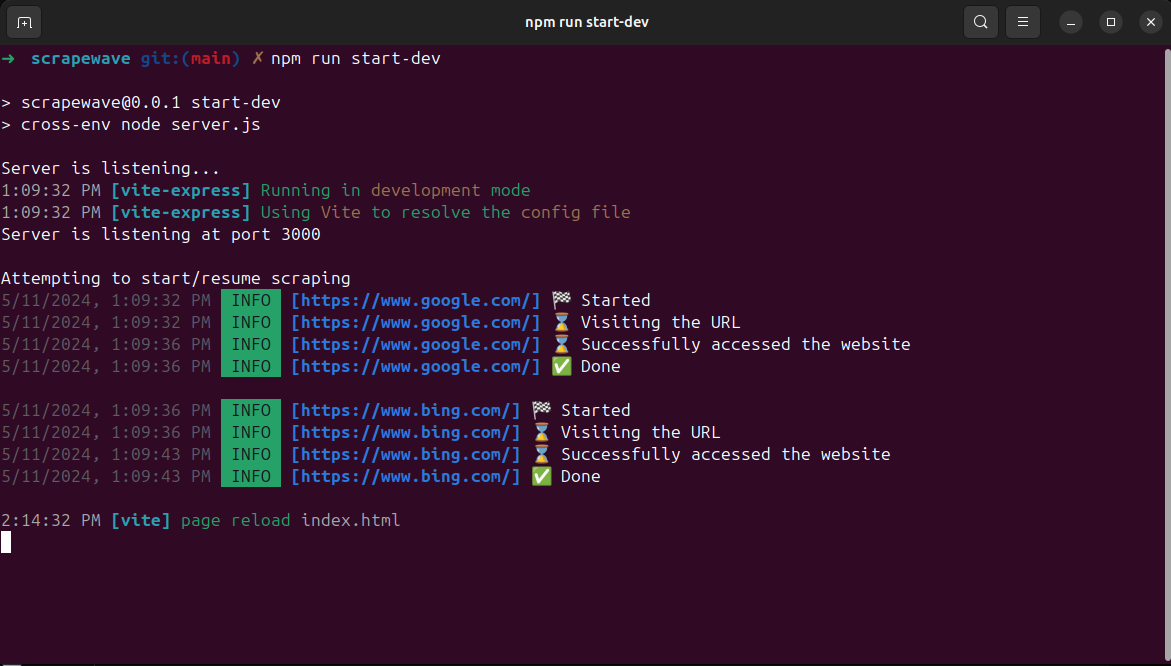 npm run start-dev
➜ scrapewave git:(main) ✗ npm run start-dev
> scrapewave@0.0.1 start-dev
> cross-env node server.js
Server is listening...
1:09:32 PM [vite-express] Running in development mode
1:09:32 PM [vite-express] Using Vite to resolve the config file
Server is listening at port 3000
Attempting to start/resume scraping
5/11/2024, 1:09:32 PM INFO [https://www.google.com/] 🏁 Started
5/11/2024, 1:09:32 PM INFO [https://www.google.com/] ⌛ Visiting the URL
5/11/2024, 1:09:36 PM INFO [https://www.google.com/] ⌛ Successfully accessed the website
5/11/2024, 1:09:36 PM INFO [https://www.google.com/] ✅ Done
5/11/2024, 1:09:36 PM INFO [https://www.bing.com/] 🏁 Started
5/11/2024, 1:09:36 PM INFO [https://www.bing.com/] ⌛ Visiting the URL
5/11/2024, 1:09:43 PM INFO [https://www.bing.com/] ⌛ Successfully accessed the website
5/11/2024, 1:09:43 PM INFO [https://www.bing.com/] ✅ Done
2:14:32 PM [vite] page reload index.html